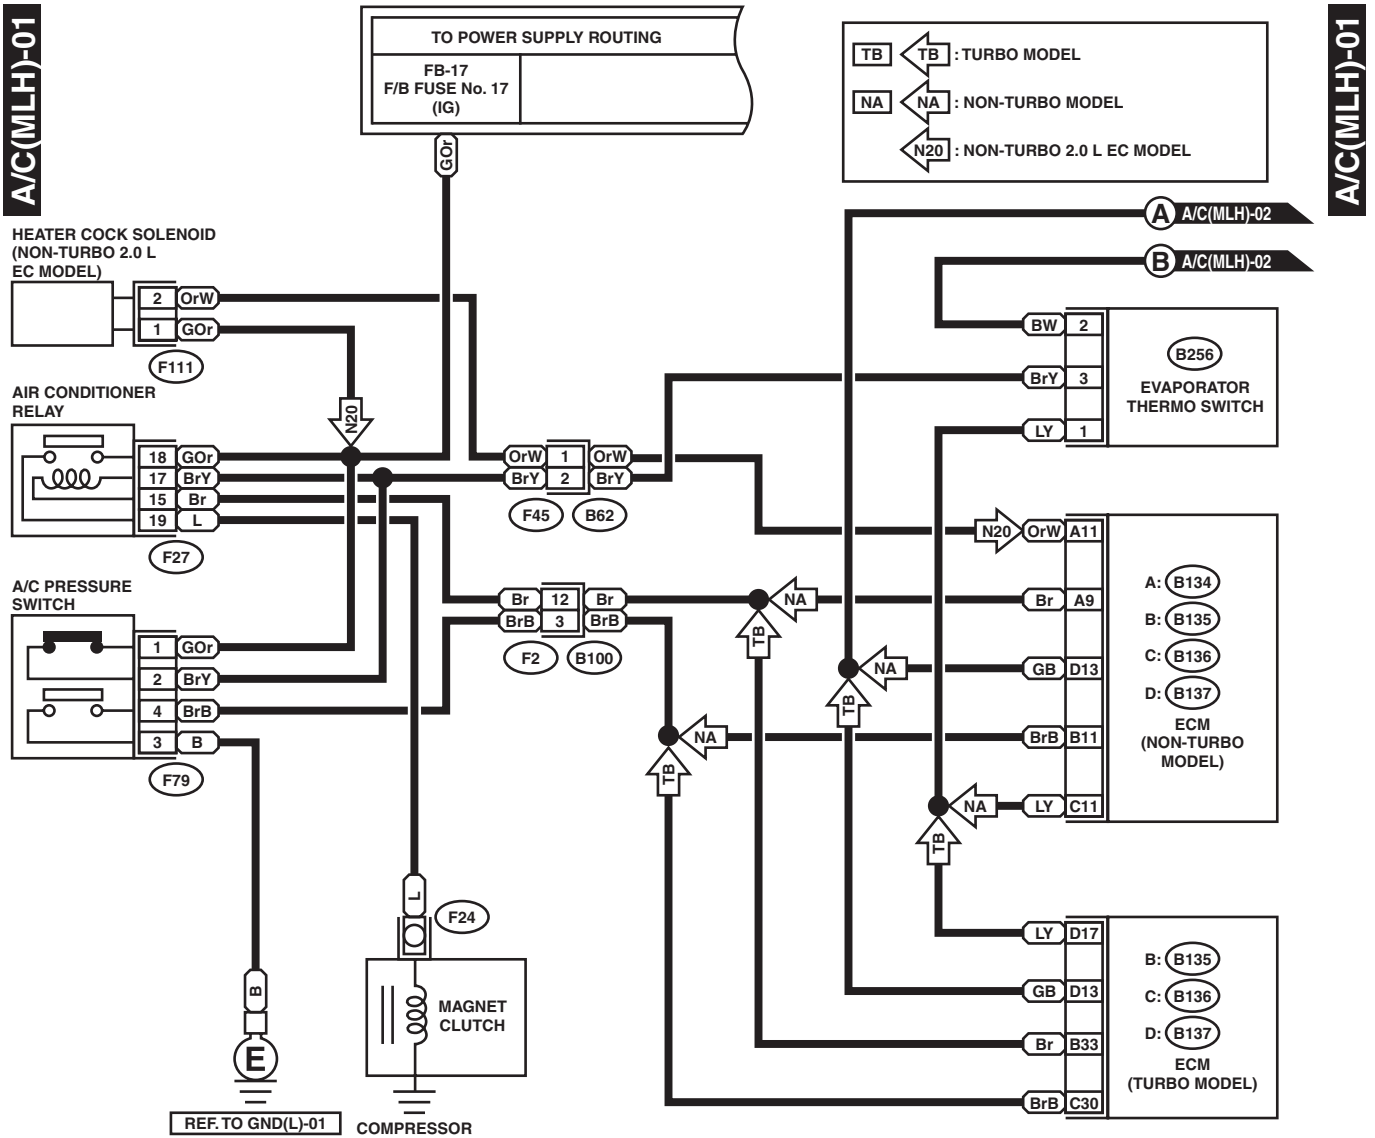 A/C(MLH)-01
A/C(MLH)-01
TO POWER SUPPLY ROUTING
FB-17
F/B FUSE No. 17
(IG)
GOr
TB TB : TURBO MODEL
NA NA : NON-TURBO MODEL
N20 : NON-TURBO 2.0 L EC MODEL
A A/C(MLH)-02
B A/C(MLH)-02
HEATER COCK SOLENOID
(NON-TURBO 2.0 L
EC MODEL)
2 OrW
1 GOr
F111
N20
AIR CONDITIONER
RELAY
18 GOr
17 BrY
15 Br
19 L
F27
A/C PRESSURE
SWITCH
1 GOr
2 BrY
4 BrB
3 B
F79
B
E
REF. TO GND(L)-01
OrW 1 OrW
BrY 2 BrY
F45 B62
Br 12 Br
BrB 3 BrB
F2 B100
L
F24
MAGNET
CLUTCH
COMPRESSOR
BW 2
BrY 3
LY 1
B256
EVAPORATOR
THERMO SWITCH
N20 OrW A11
NA Br A9
TB
NA GB D13
TB
NA BrB B11
TB
NA LY C11
TB
A: B134
B: B135
C: B136
D: B137
ECM
(NON-TURBO
MODEL)
LY D17
GB D13
Br B33
BrB C30
B: B135
C: B136
D: B137
ECM
(TURBO MODEL)